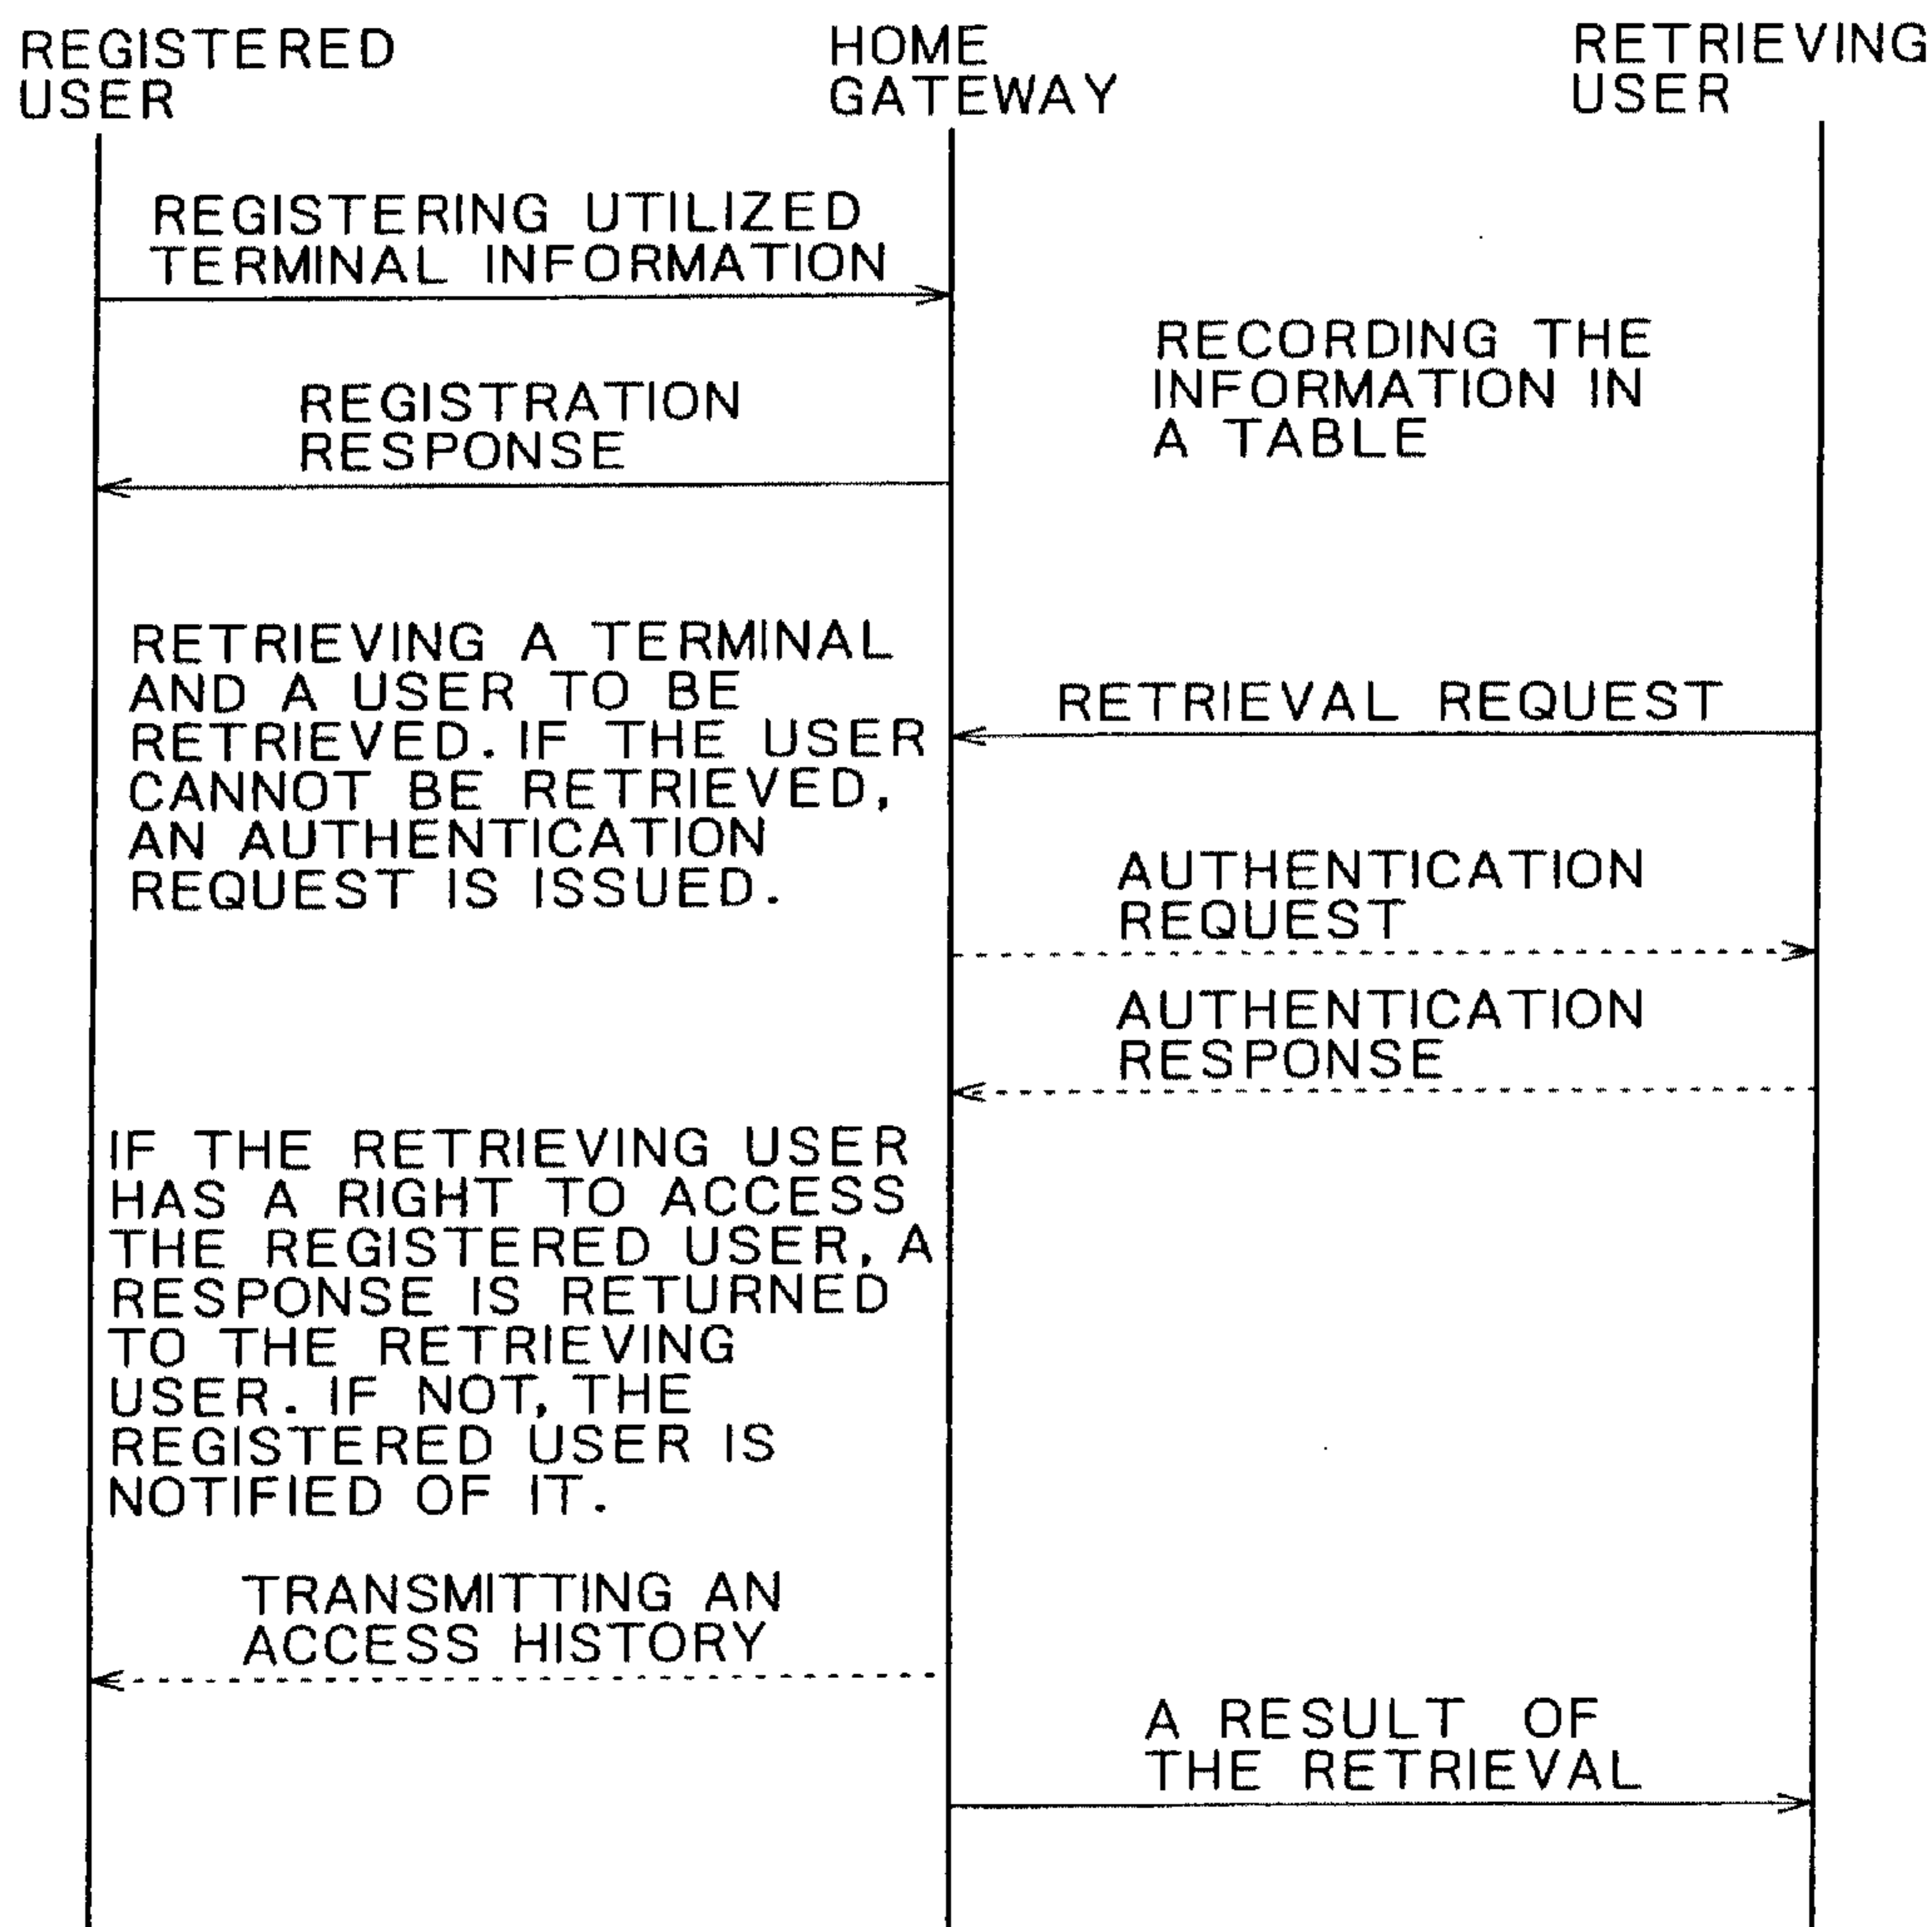 REGISTERED
USER
HOME
GATEWAY
RETRIEVING
USER
REGISTERING UTILIZED
TERMINAL INFORMATION
RECORDING THE
INFORMATION IN
A TABLE
REGISTRATION
RESPONSE
RETRIEVING A TERMINAL
AND A USER TO BE
RETRIEVED. IF THE USER
CANNOT BE RETRIEVED,
AN AUTHENTICATION
REQUEST IS ISSUED.
RETRIEVAL REQUEST
AUTHENTICATION
REQUEST
AUTHENTICATION
RESPONSE
IF THE RETRIEVING USER
HAS A RIGHT TO ACCESS
THE REGISTERED USER, A
RESPONSE IS RETURNED
TO THE RETRIEVING
USER. IF NOT, THE
REGISTERED USER IS
NOTIFIED OF IT.
TRANSMITTING AN
ACCESS HISTORY
A RESULT OF
THE RETRIEVAL